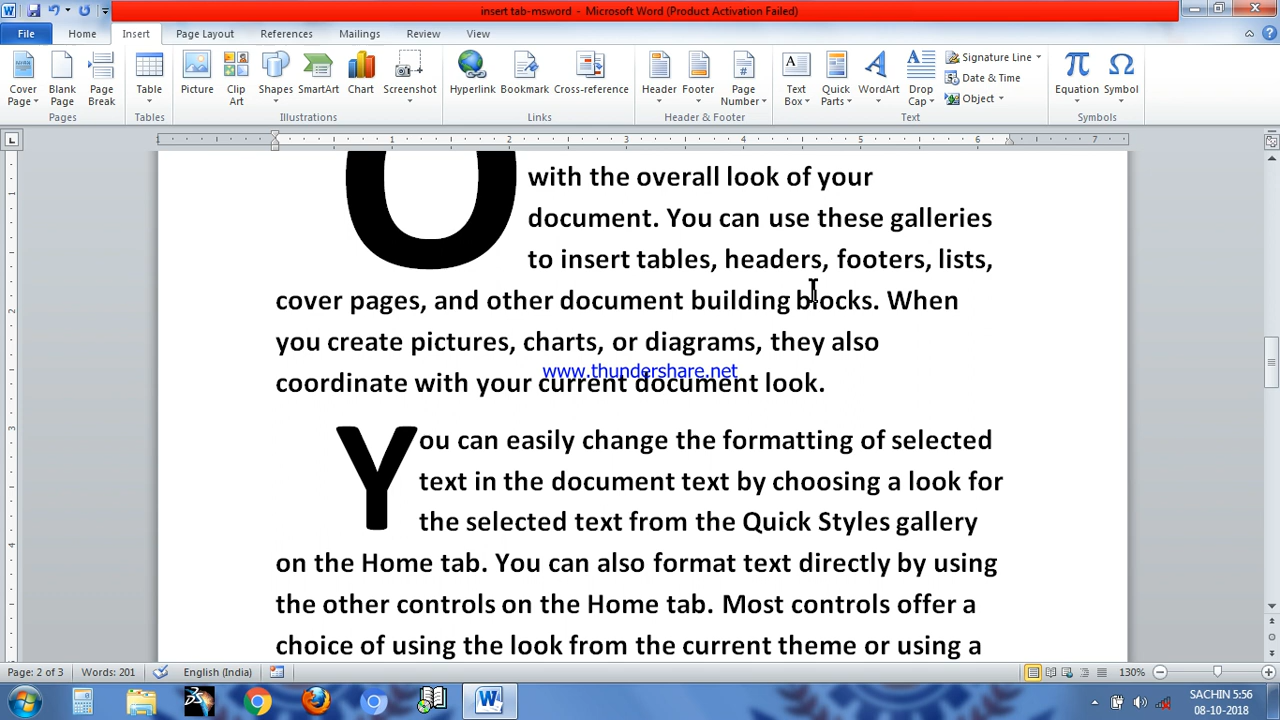 insert tab-msword - Microsoft Word (Product Activation Failed)
File Home Insert Page Layout References Mailings Review View
Cover Page Blank Page Page Break
Pages
Table
Tables
Picture Clip Art Shapes SmartArt Chart Screenshot
Illustrations
Hyperlink Bookmark Cross-reference
Links
Header Footer Page Number
Header & Footer
Text Box Quick Parts WordArt Drop Cap
Signature Line
Date & Time
Object
Text
Equation Symbol
Symbols
1 1 2 3 4 5 6 7
O with the overall look of your
document. You can use these galleries
to insert tables, headers, footers, lists,
cover pages, and other document building blocks. When
you create pictures, charts, or diagrams, they also
www.thundershare.net
coordinate with your current document look.
You can easily change the formatting of selected
text in the document text by choosing a look for
the selected text from the Quick Styles gallery
on the Home tab. You can also format text directly by using
the other controls on the Home tab. Most controls offer a
choice of using the look from the current theme or using a
Page: 2 of 3 Words: 201 English (India) 130%
SACHIN 5:56
08-10-2018